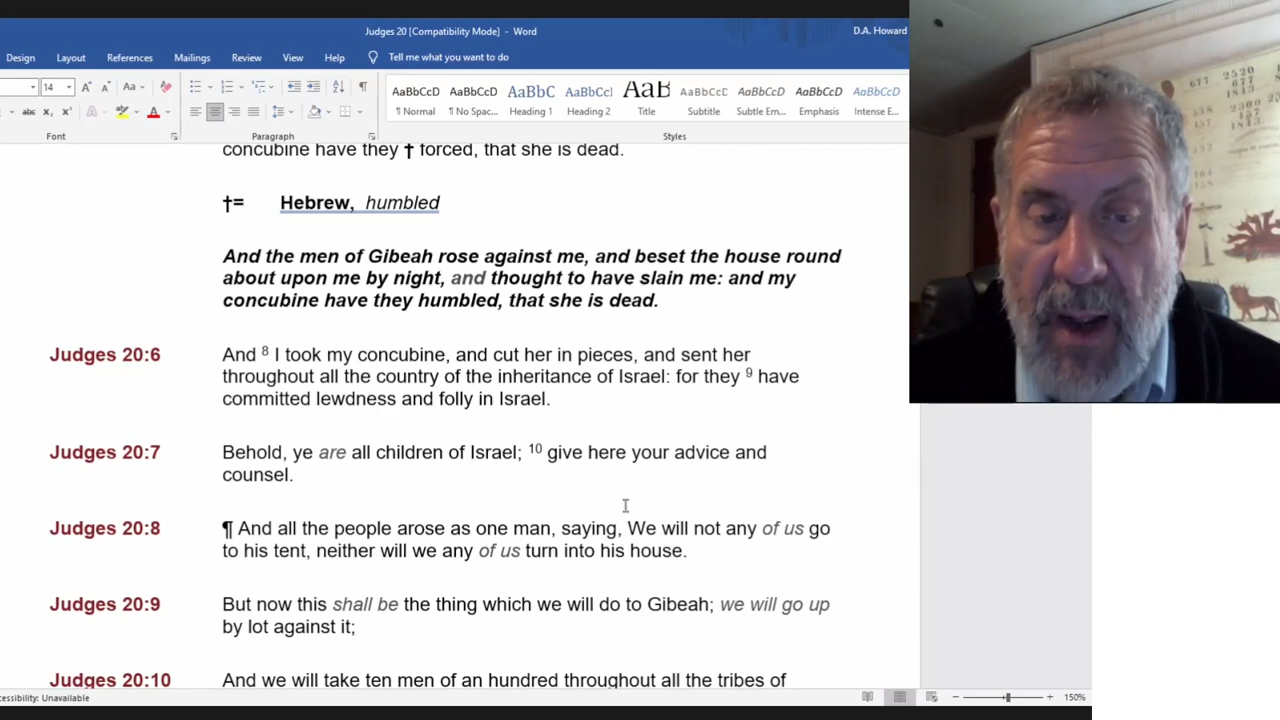 Judges 20 [Compatibility Mode] - Word
D.A. Howard
Design Layout References Mailings Review View Help Tell me what you want to do
14
Aa
AaBbCcD AaBbCcD AaBbC AaBbCcI AaB AaBbCcD AaBbCcD AaBbCcD AaBbCcD
¶ Normal ¶ No Spac... Heading 1 Heading 2 Title Subtitle Subtle Em... Emphasis Intense E...
Font Paragraph Styles
concubine have they † forced, that she is dead.
†= Hebrew, humbled
And the men of Gibeah rose against me, and beset the house round
about upon me by night, and thought to have slain me: and my
concubine have they humbled, that she is dead.
Judges 20:6 And 8 I took my concubine, and cut her in pieces, and sent her
throughout all the country of the inheritance of Israel: for they 9 have
committed lewdness and folly in Israel.
Judges 20:7 Behold, ye are all children of Israel; 10 give here your advice and
counsel.
Judges 20:8 ¶ And all the people arose as one man, saying, We will not any of us go
to his tent, neither will we any of us turn into his house.
Judges 20:9 But now this shall be the thing which we will do to Gibeah; we will go up
by lot against it;
Judges 20:10 And we will take ten men of an hundred throughout all the tribes of
cessibility: Unavailable
150%
677 2520
2300
457
1843